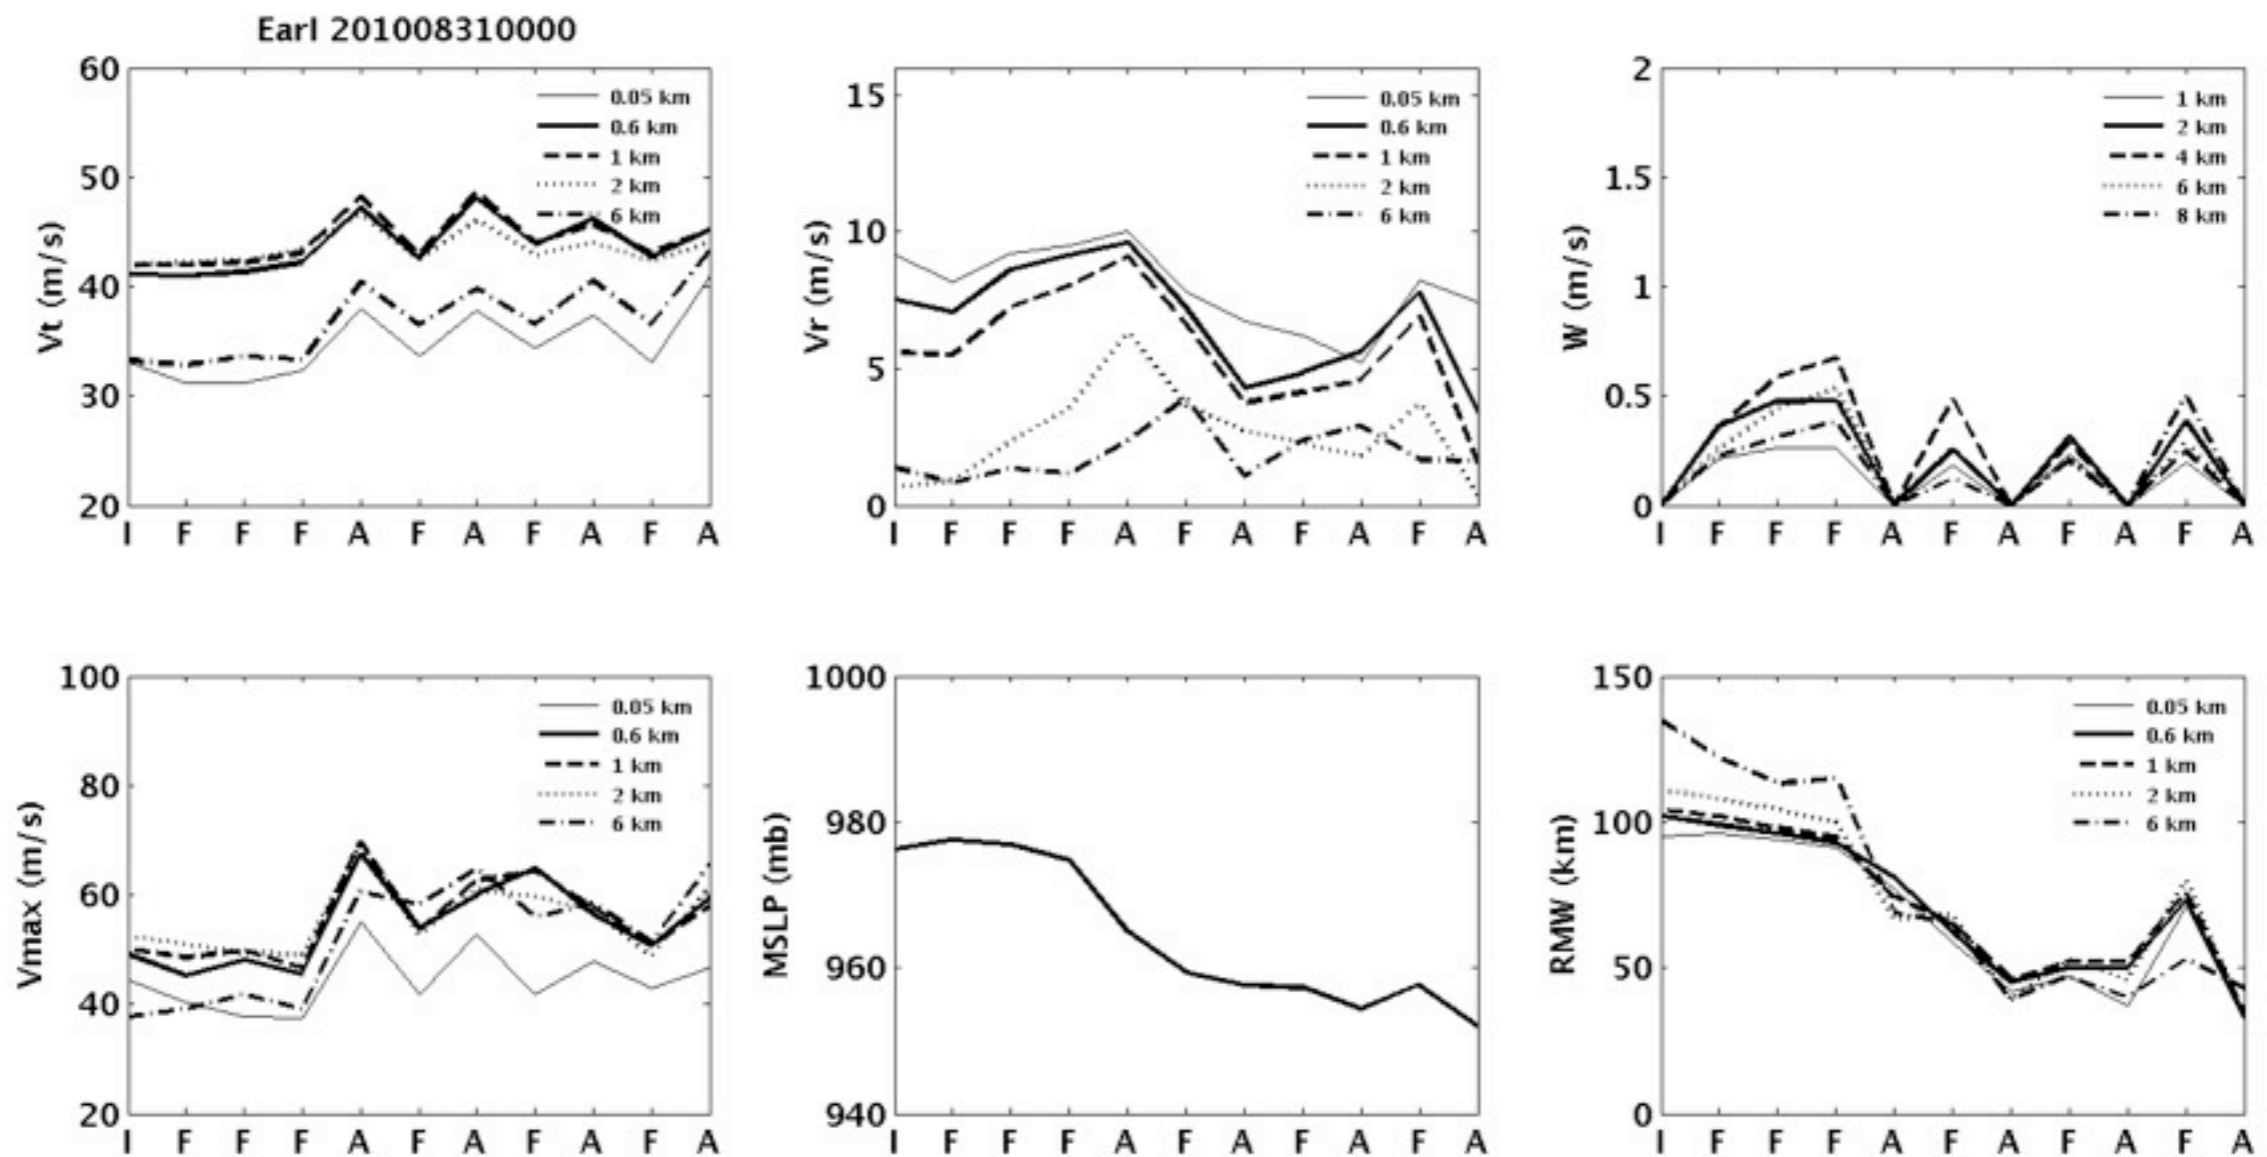 Earl 201008310000
60
50
40
30
20
Vt (m/s)
0.05 km
0.6 km
1 km
2 km
6 km
I F F F A F A F A F A
15
10
5
0
Vr (m/s)
0.05 km
0.6 km
1 km
2 km
6 km
I F F F A F A F A F A
2
1.5
1
0.5
0
W (m/s)
1 km
2 km
4 km
6 km
8 km
I F F F A F A F A F A
100
80
60
40
20
Vmax (m/s)
0.05 km
0.6 km
1 km
2 km
6 km
I F F F A F A F A F A
1000
980
960
940
MSLP (mb)
I F F F A F A F A F A
150
100
50
0
RMW (km)
0.05 km
0.6 km
1 km
2 km
6 km
I F F F A F A F A F A